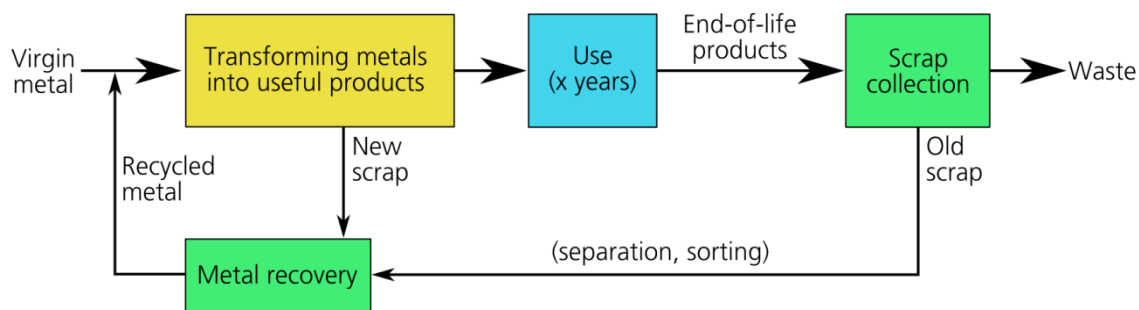 Virgin
metal
Transforming metals
into useful products
Use
(x years)
End-of-life
products
Scrap
collection
Waste
Recycled
metal
New
scrap
Old
scrap
(separation, sorting)
Metal recovery